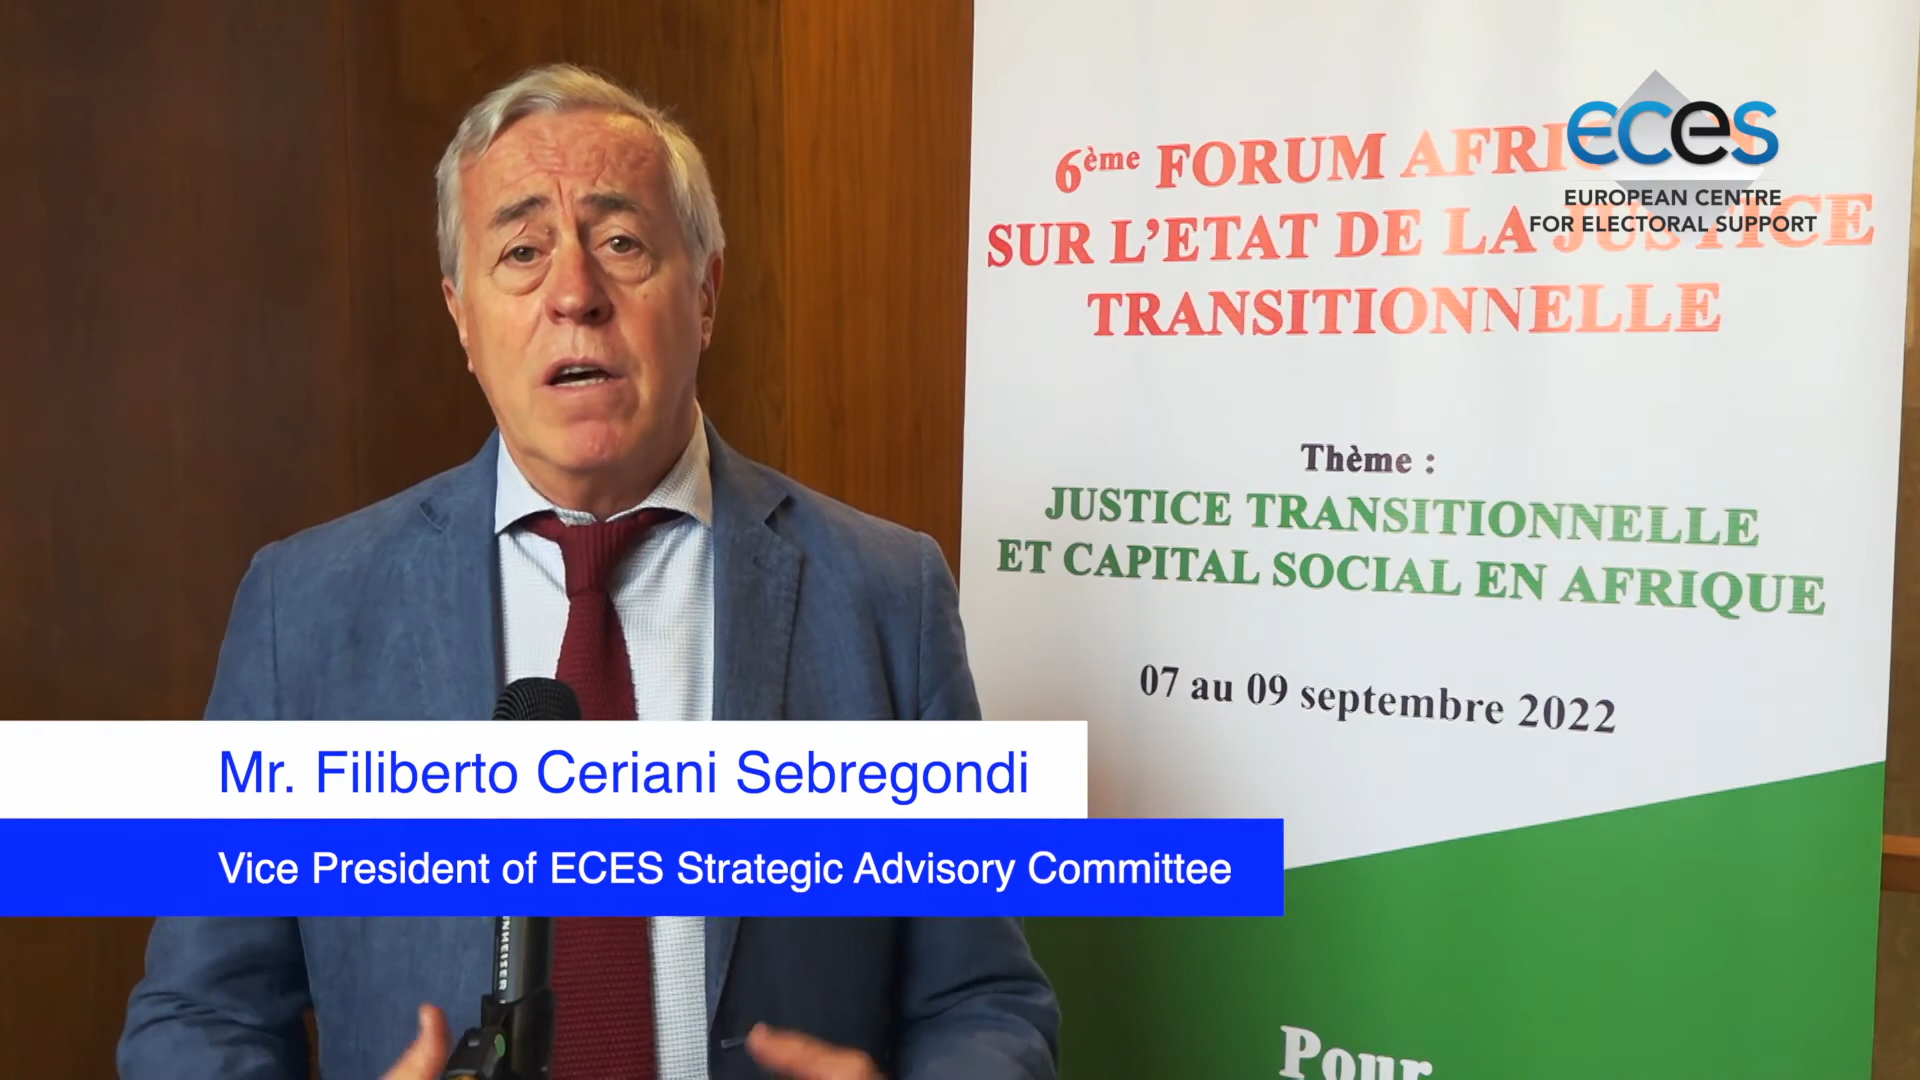 6ème FORUM AFRI
SUR L'ETAT DE LA JUSTICE
TRANSITIONNELLE
eces
EUROPEAN CENTRE
FOR ELECTORAL SUPPORT
Thème :
JUSTICE TRANSITIONNELLE
ET CAPITAL SOCIAL EN AFRIQUE
07 au 09 septembre 2022
Mr. Filiberto Ceriani Sebregondi
Vice President of ECES Strategic Advisory Committee
Pour